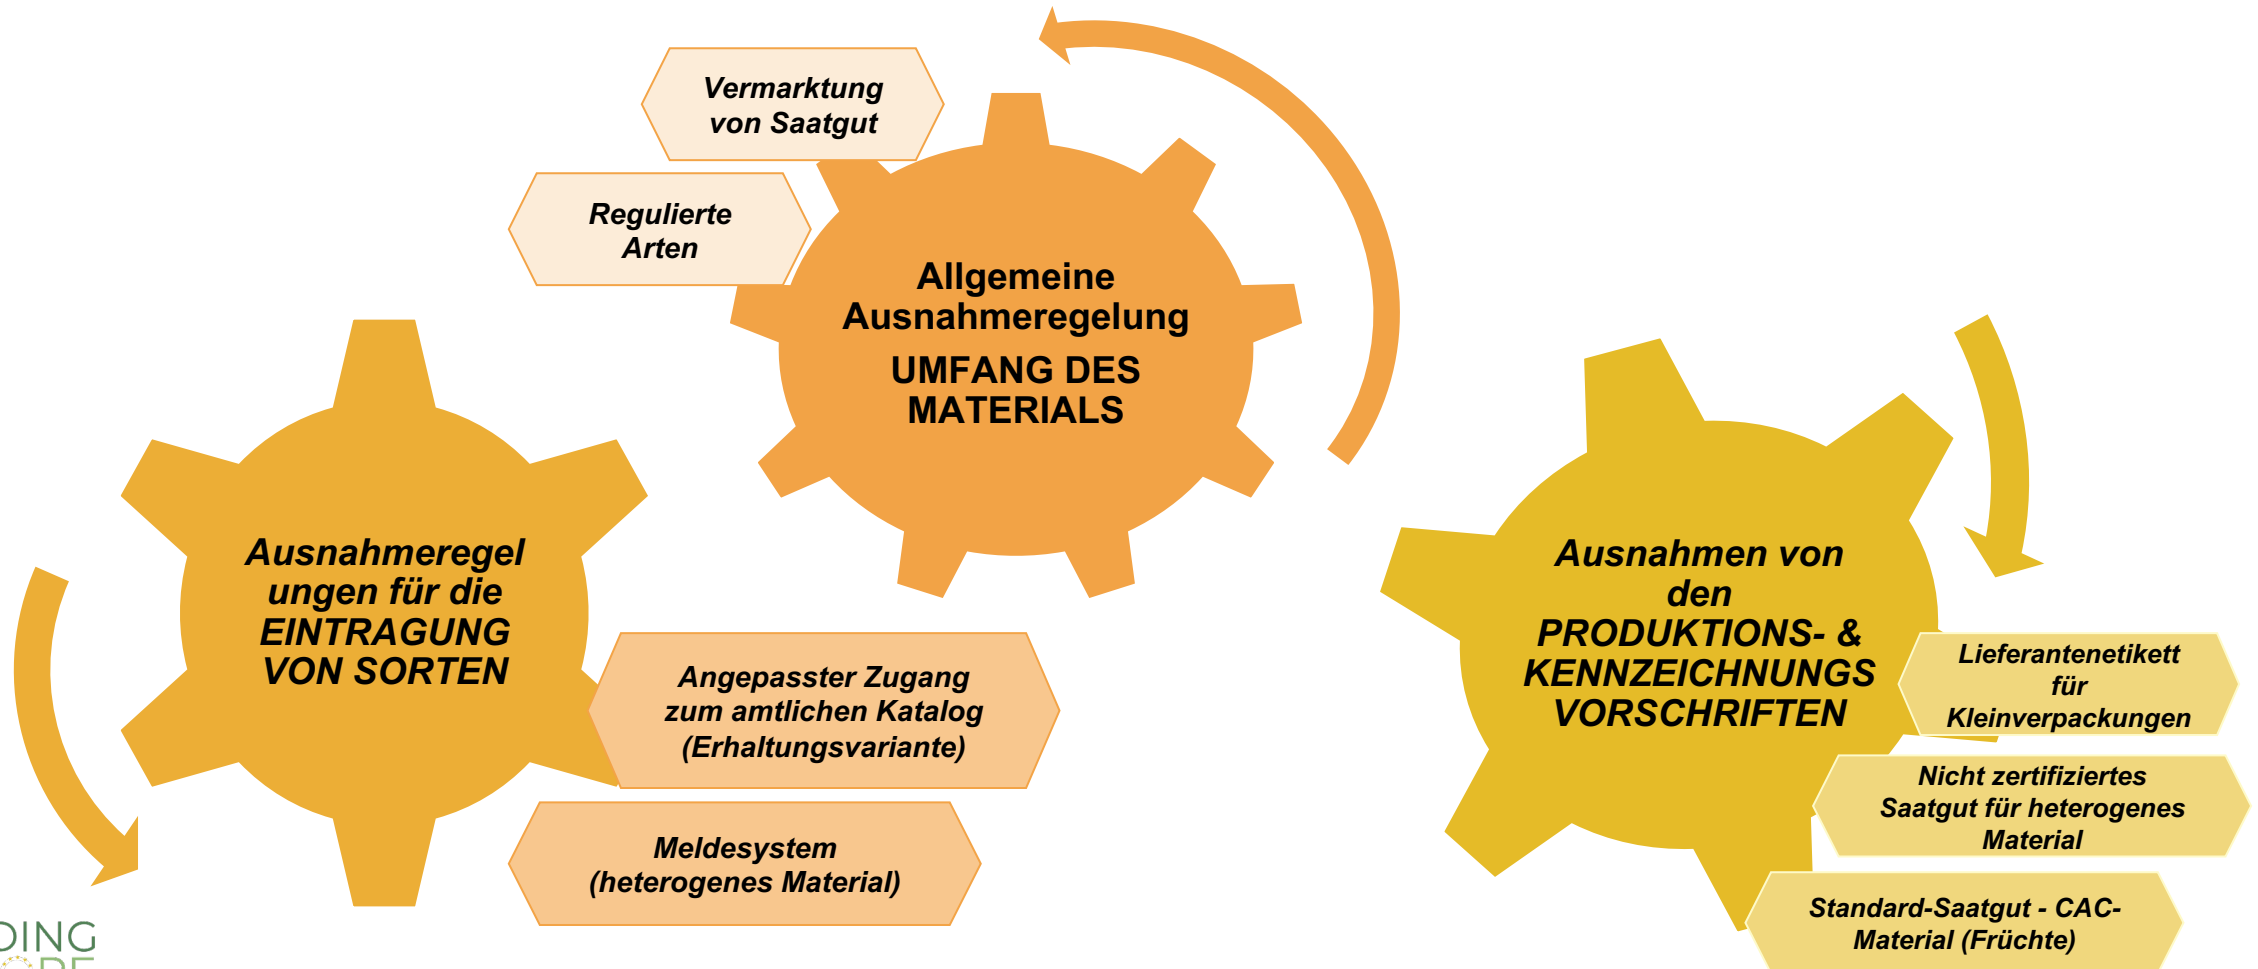 Vermarktung
von Saatgut
Regulierte
Arten
Allgemeine
Ausnahmeregelung
UMFANG DES
MATERIALS
Ausnahmeregel
ungen für die
EINTRAGUNG
VON SORTEN
Angepasster Zugang
zum amtlichen Katalog
(Erhaltungsvariante)
Meldesystem
(heterogenes Material)
Ausnahmen von
den
PRODUKTIONS- &
KENNZEICHNUNGS
VORSCHRIFTEN
Lieferantenetikett
für
Kleinverpackungen
Nicht zertifiziertes
Saatgut für heterogenes
Material
Standard-Saatgut - CAC-
Material (Früchte)